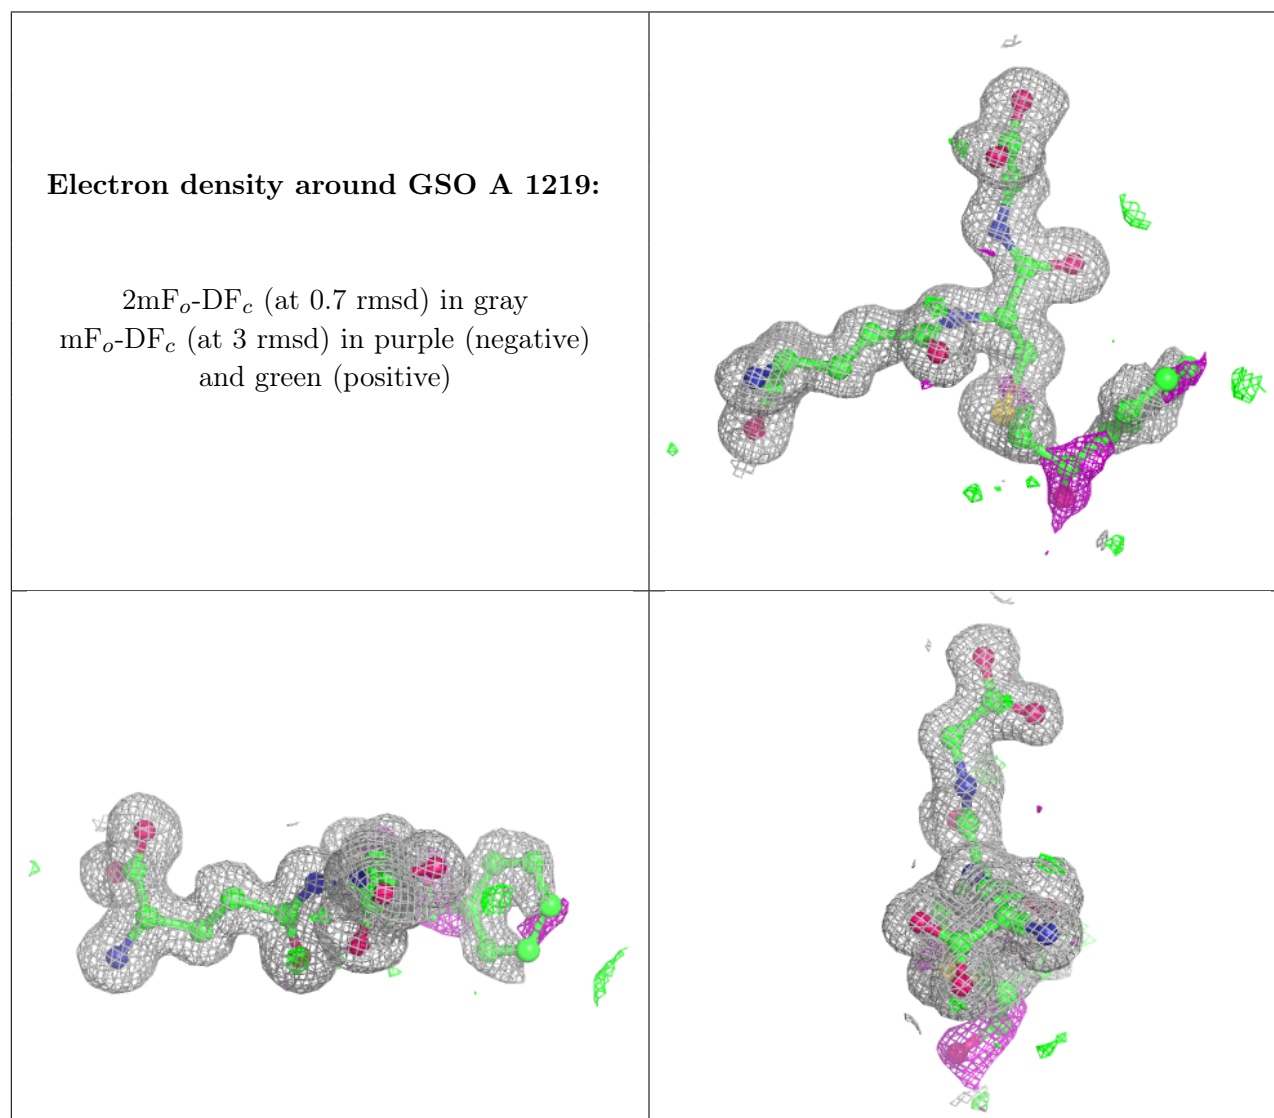 Electron density around GSO A 1219:
2mFₒ-DF𝑐 (at 0.7 rmsd) in gray
mFₒ-DF𝑐 (at 3 rmsd) in purple (negative)
and green (positive)